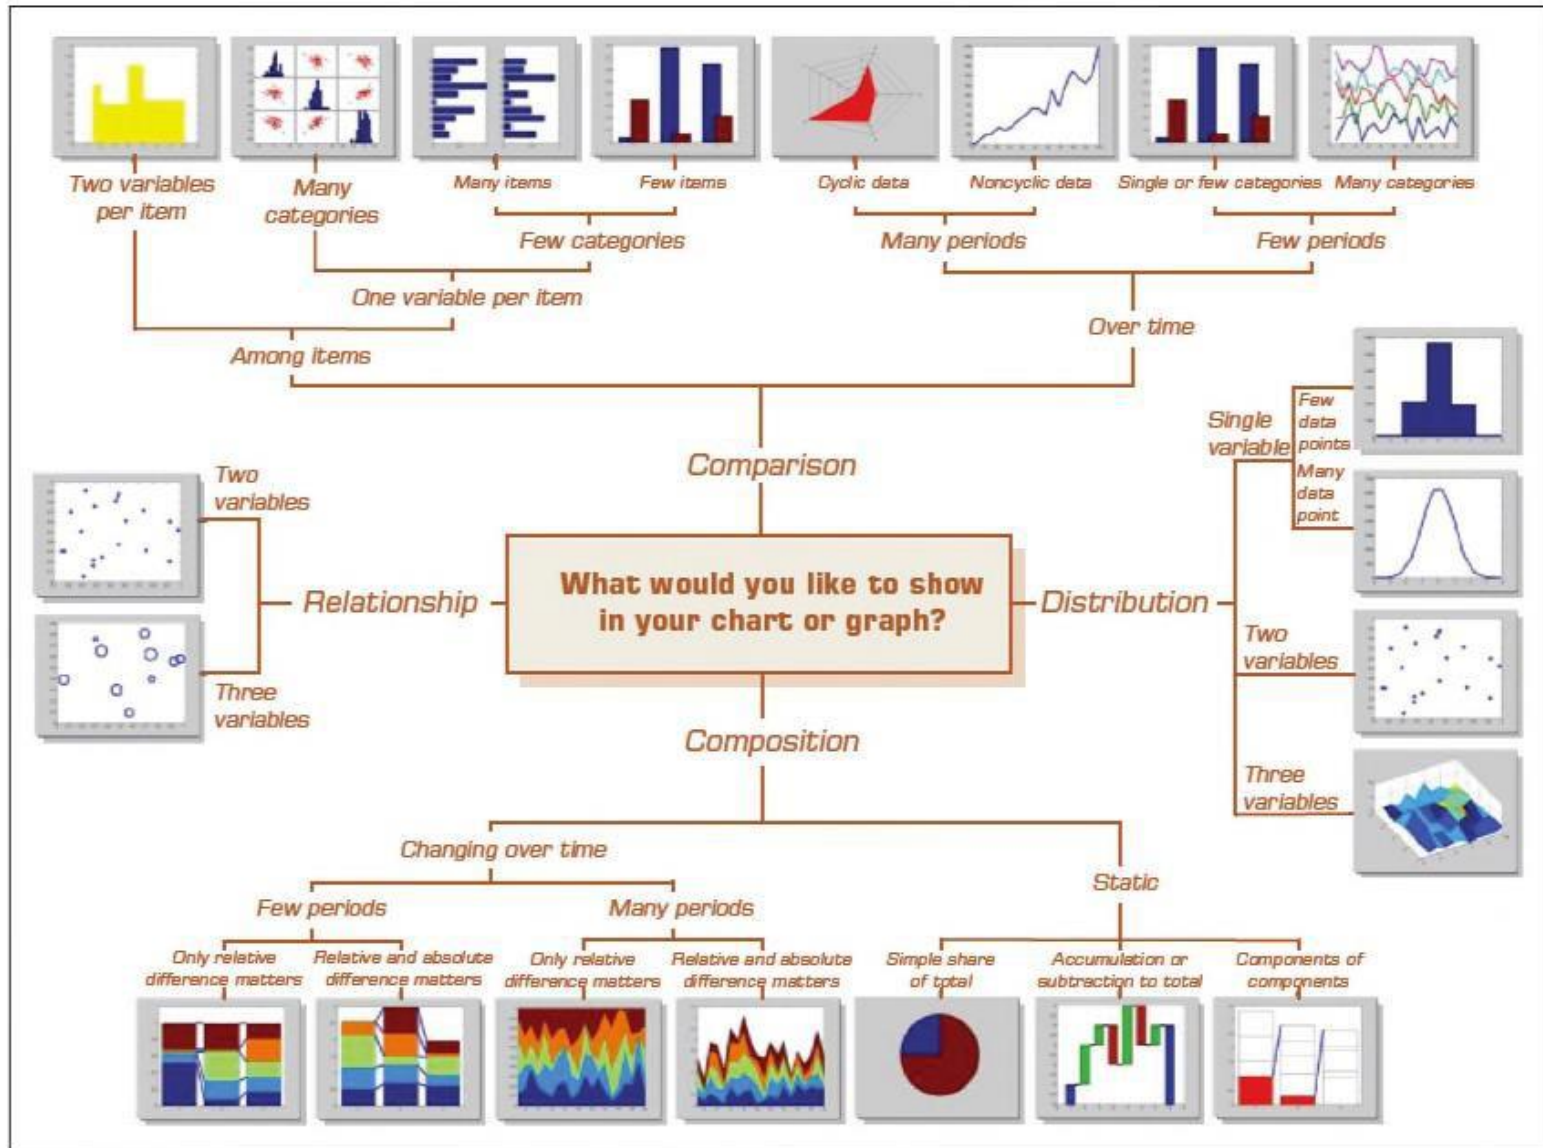 Two variables
per item
Many
categories
Many items
Few items
Cyclic data
Noncyclic data
Single or few categories
Many categories
Few categories
Many periods
Few periods
One variable per item
Over time
Among items
Comparison
Single
variable
Few
data
points
Many
data
point
Two
variables
Three
variables
Relationship
What would you like to show
in your chart or graph?
Distribution
Two
variables
Three
variables
Composition
Changing over time
Static
Few periods
Many periods
Only relative
difference matters
Relative and absolute
difference matters
Only relative
difference matters
Relative and absolute
difference matters
Simple share
of total
Accumulation or
subtraction to total
Components of
components